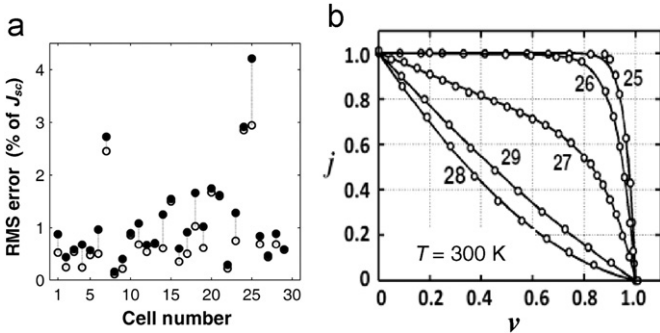 a
RMS error (% of Jsc)
4
3
2
1
0
1 5 10 15 20 25 30
Cell number
b
j
1.0
0.8
0.6
0.4
0.2
0
25
26
27
29
28
T = 300 K
0 0.2 0.4 0.6 0.8 1.0
v